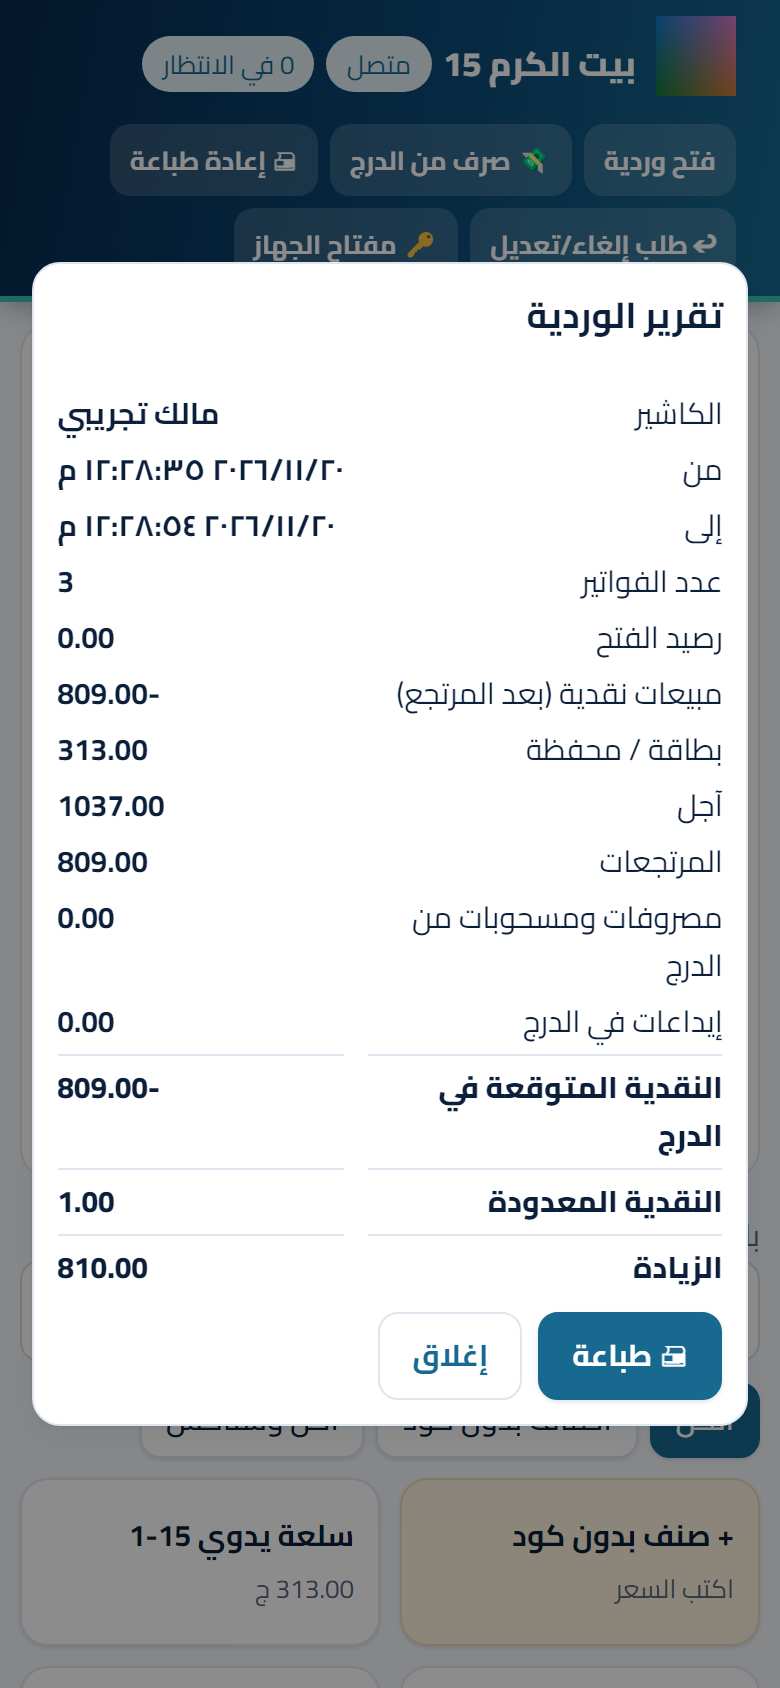 بيت الكرم 15 متصل 0 في الانتظار
فتح وردية 💸 صرف من الدرج إعادة طباعة
↩ طلب إلغاء/تعديل 🔑 مفتاح الجهاز
تقرير الوردية
الكاشير مالك تجريبي
من ٢٠٢٦/١١/٢٠ ١٢:٢٨:٣٥ م
إلى ٢٠٢٦/١١/٢٠ ١٢:٢٨:٥٤ م
عدد الفواتير 3
رصيد الفتح 0.00
مبيعات نقدية (بعد المرتجع) -809.00
بطاقة / محفظة 313.00
آجل 1037.00
المرتجعات 809.00
مصروفات ومسحوبات من 0.00
الدرج
إيداعات في الدرج 0.00
النقدية المتوقعة في -809.00
الدرج
النقدية المعدودة 1.00
الزيادة 810.00
طباعة إغلاق
+ صنف بدون كود سلعة يدوي 15-1
اكتب السعر 313.00 ج